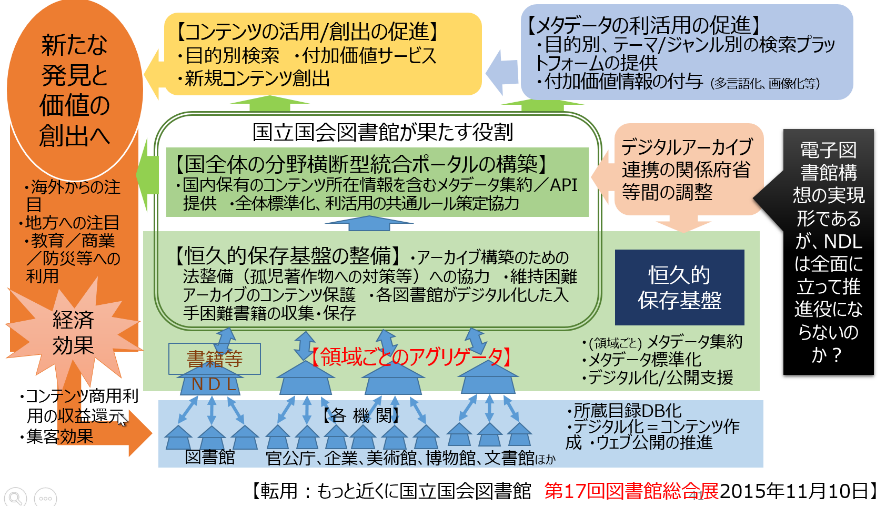 新たな
発見と
価値の
創出へ
【コンテンツの活用/創出の促進】
・目的別検索 ・付加価値サービス
・新規コンテンツ創出
【メタデータの利活用の促進】
・目的別、テーマ/ジャンル別の検索プラッ
トフォームの提供
・付加価値情報の付与（多言語化、画像化等）
国立国会図書館が果たす役割
【国全体の分野横断型統合ポータルの構築】
・国内保有のコンテンツ所在情報を含むメタデータ集約／API
提供 ・全体標準化、利活用の共通ルール策定協力
デジタルアーカイブ
連携の関係府省
等間の調整
電子図
書館構
想の実現
形である
が、NDL
は全面に
立って推
進役にな
らないの
か？
・海外からの注
目
・地方への注目
・教育／商業
／防災等への
利用
【恒久的保存基盤の整備】・アーカイブ構築のための
法整備（孤児著作物への対策等）への協力 ・維持困難
アーカイブのコンテンツ保護 ・各図書館がデジタル化した入
手困難書籍の収集・保存
恒久的
保存基盤
経済
効果
書籍等
ＮＤＬ
【領域ごとのアグリゲータ】
・(領域ごと) メタデータ集約
・メタデータ標準化
・デジタル化/公開支援
・コンテンツ商用利
用の収益還元
・集客効果
【各 機 関】
・所蔵目録DB化
・デジタル化＝コンテンツ作
成 ・ウェブ公開の推進
図書館
官公庁、企業、美術館、博物館、文書館ほか
【転用：もっと近くに国立国会図書館 第17回図書館総合展2015年11月10日】